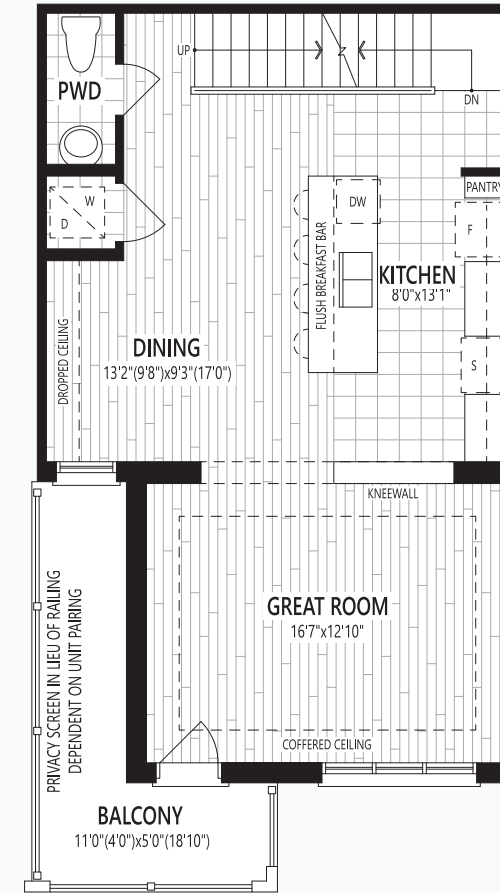 UP
DN
PWD
PANTRY
W
D
DW
F
FLUSH BREAKFAST BAR
KITCHEN
8'0"x13'1"
DROPPED CEILING
DINING
13'2"(9'8")x9'3"(17'0")
S
KNEEWALL
GREAT ROOM
16'7"x12'10"
PRIVACY SCREEN IN LIEU OF RAILING
DEPENDENT ON UNIT PAIRING
COFFERED CEILING
BALCONY
11'0"(4'0")x5'0"(18'10")